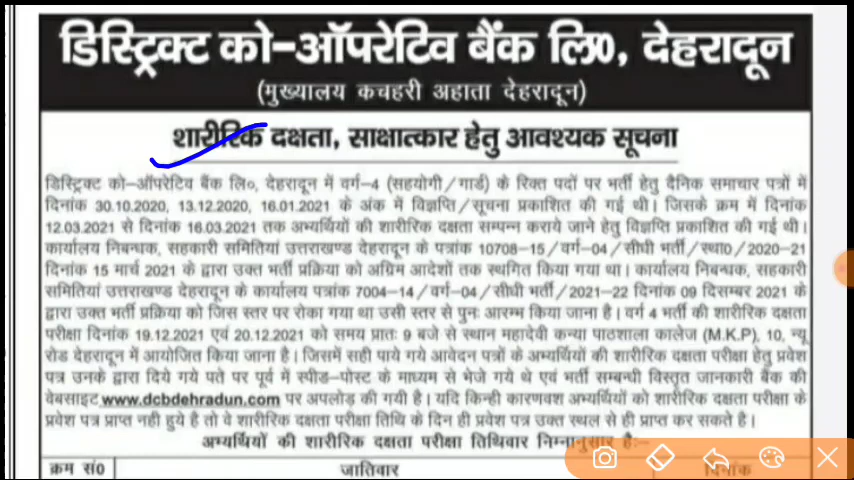 डिस्ट्रिक्ट को-ऑपरेटिव बैंक लि0, देहरादून
(मुख्यालय कचहरी अहाता देहरादून)
शारीरिक दक्षता, साक्षात्कार हेतु आवश्यक सूचना
डिस्ट्रिक्ट को-ऑपरेटिव बैंक लि०, देहरादून में वर्ग-4 (सहयोगी/गार्ड) के रिक्त पदों पर भर्ती हेतु दैनिक समाचार पत्रों में
दिनांक 30.10.2020, 13.12.2020, 16.01.2021 के अंक में विज्ञप्ति/सूचना प्रकाशित की गई थी। जिसके क्रम में दिनांक
12.03.2021 से दिनांक 16.03.2021 तक अभ्यर्थियों की शारीरिक दक्षता सम्पन्न कराये जाने हेतु विज्ञप्ति प्रकाशित की गई थी।
कार्यालय निबन्धक, सहकारी समितियां उत्तराखण्ड देहरादून के पत्रांक 10708-15/वर्ग-04/सीधी भर्ती/स्था0/2020-21
दिनांक 15 मार्च 2021 के द्वारा उक्त भर्ती प्रक्रिया को अग्रिम आदेशों तक स्थगित किया गया था। कार्यालय निबन्धक, सहकारी
समितियां उत्तराखण्ड देहरादून के कार्यालय पत्रांक 7004-14/वर्ग-04/सीधी भर्ती/2021-22 दिनांक 09 दिसम्बर 2021 के
द्वारा उक्त भर्ती प्रक्रिया को जिस स्तर पर रोका गया था उसी स्तर से पुनः आरम्भ किया जाना है। वर्ग 4 भर्ती की शारीरिक दक्षता
परीक्षा दिनांक 19.12.2021 एवं 20.12.2021 को समय प्रातः 9 बजे से स्थान महादेवी कन्या पाठशाला कालेज (M.K.P), 10, न्यू
रोड देहरादून में आयोजित किया जाना है। जिसमें सही पाये गये आवेदन पत्रों के अभ्यर्थियों की शारीरिक दक्षता परीक्षा हेतु प्रवेश
पत्र उनके द्वारा दिये गये पते पर पूर्व में स्पीड-पोस्ट के माध्यम से भेजे गये थे एवं भर्ती सम्बन्धी विस्तृत जानकारी बैंक की
वेबसाइट www.dcbdehradun.com पर अपलोड की गयी है। यदि किन्ही कारणवश अभ्यर्थियों को शारीरिक दक्षता परीक्षा के
प्रवेश पत्र प्राप्त नही हुये है तो वे शारीरिक दक्षता परीक्षा तिथि के दिन ही प्रवेश पत्र उक्त स्थल से ही प्राप्त कर सकते है।
अभ्यर्थियों की शारीरिक दक्षता परीक्षा तिथिवार निम्नानुसार है:-
क्रम सं0 जातिवार दिनांक